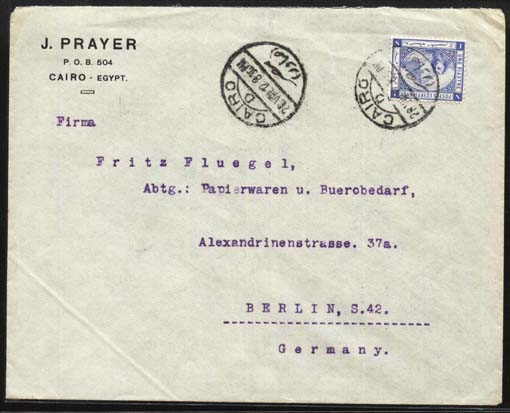 J. PRAYER
P. O. B. 504
CAIRO - EGYPT.
CAIRO
D
CAIRO
D
Firma
Fritz Fluegel,
Abtg.: Papierwaren u. Buerobedarf,
Alexandrinenstrasse. 37a.
BERLIN, S.42.
Germany.